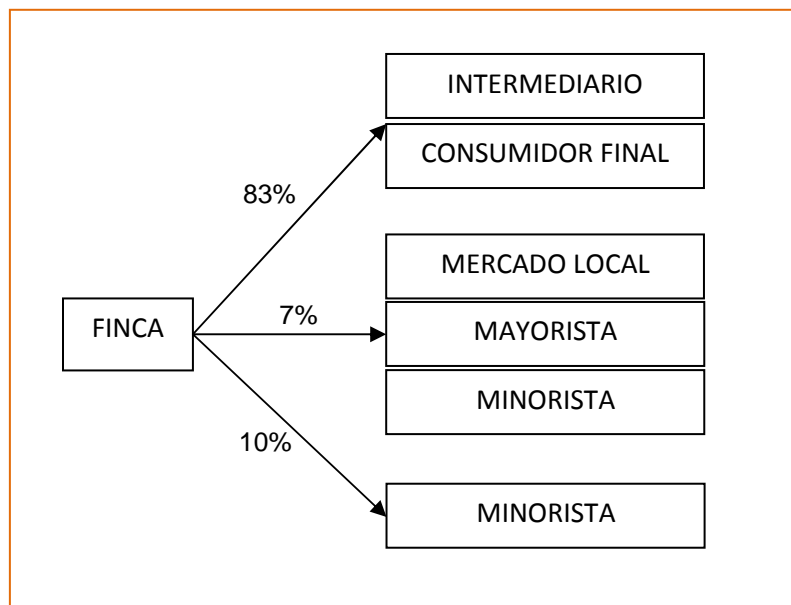 INTERMEDIARIO
CONSUMIDOR FINAL
83%
MERCADO LOCAL
FINCA
7%
MAYORISTA
MINORISTA
10%
MINORISTA